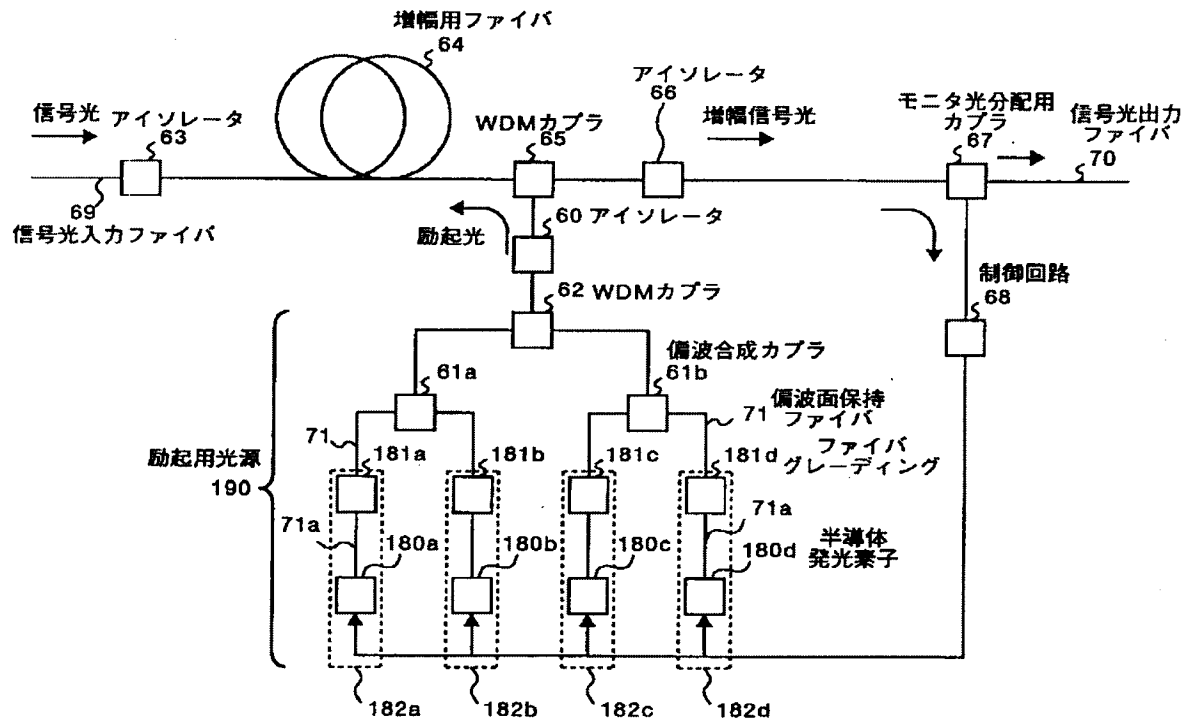 増幅用ファイバ
64
信号光
アイソレータ
63
WDMカプラ
65
アイソレータ
66
増幅信号光
モニタ光分配用
カプラ
67
信号光出力
ファイバ
70
69
信号光入力ファイバ
励起光
60 アイソレータ
62 WDMカプラ
制御回路
68
61a
偏波合成カプラ
61b
偏波面保持
71 ファイバ
71
励起用光源
190
181a
181b
181c
181d
ファイバ
グレーディング
71a
71a
180a
180b
180c
180d
半導体
発光素子
182a
182b
182c
182d